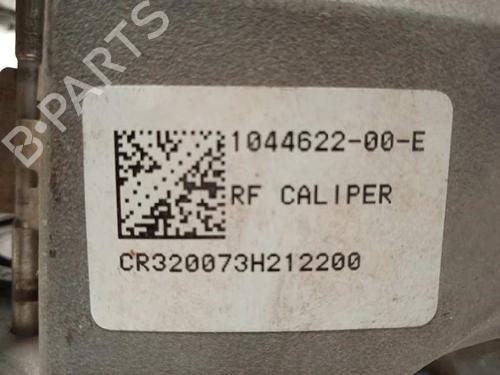 B-PARTS
1044622-00-E
RF CALIPER
CR320073H212200